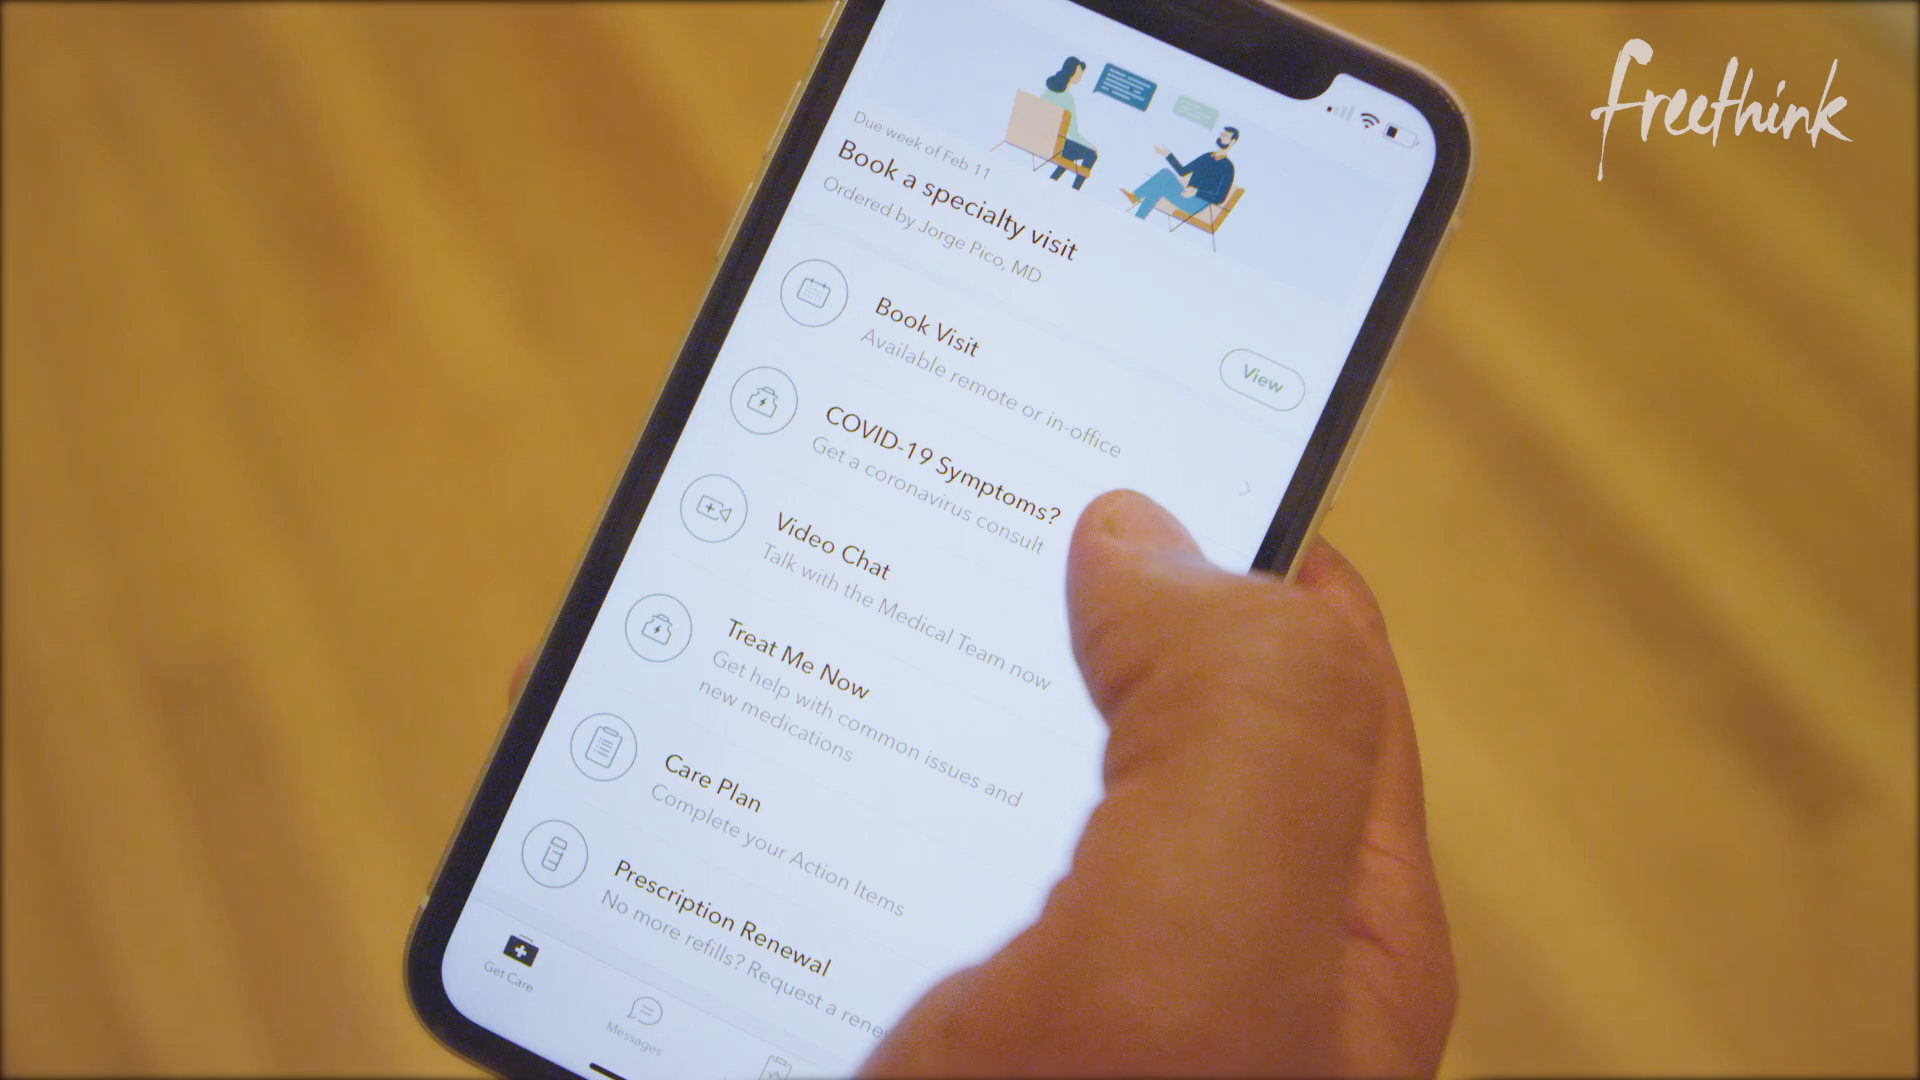 freethink
Due week of Feb 11
Book a specialty visit
Ordered by Jorge Pico, MD
View
Book Visit
Available remote or in-office
COVID-19 Symptoms?
Get a coronavirus consult
Video Chat
Talk with the Medical Team now
Treat Me Now
Get help with common issues and
new medications
Care Plan
Complete your Action Items
Prescription Renewal
No more refills? Request a rene
Get Care
Messages